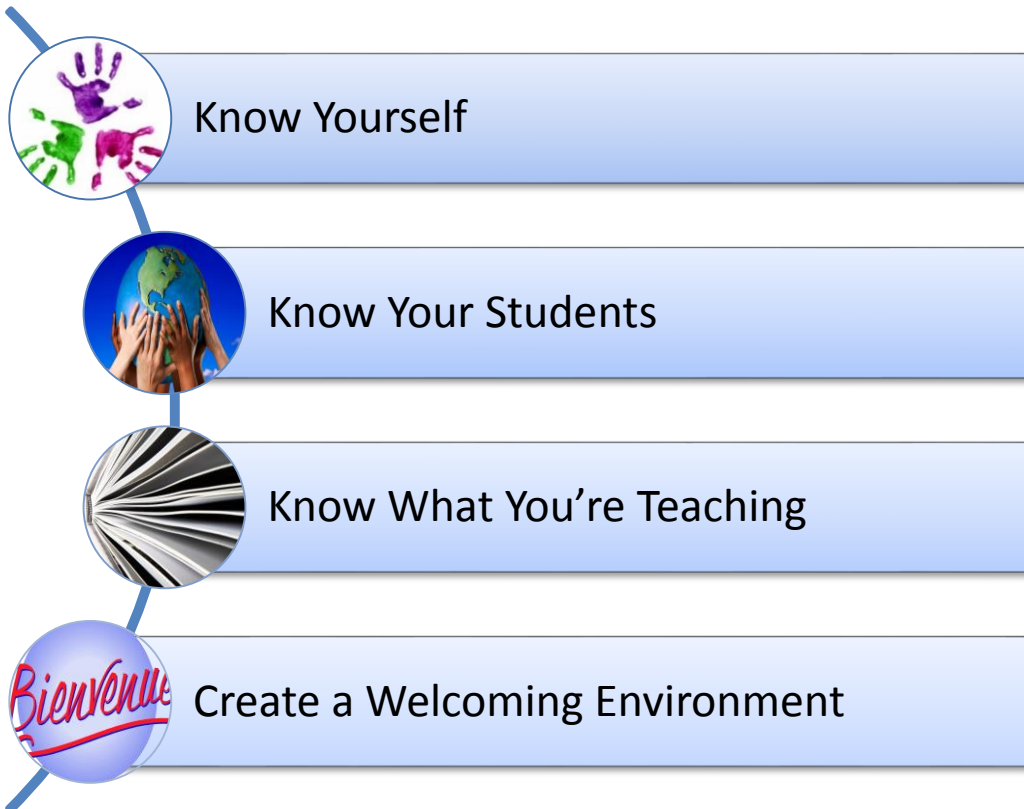 Know Yourself
Know Your Students
Know What You’re Teaching
Bienvenue
Create a Welcoming Environment